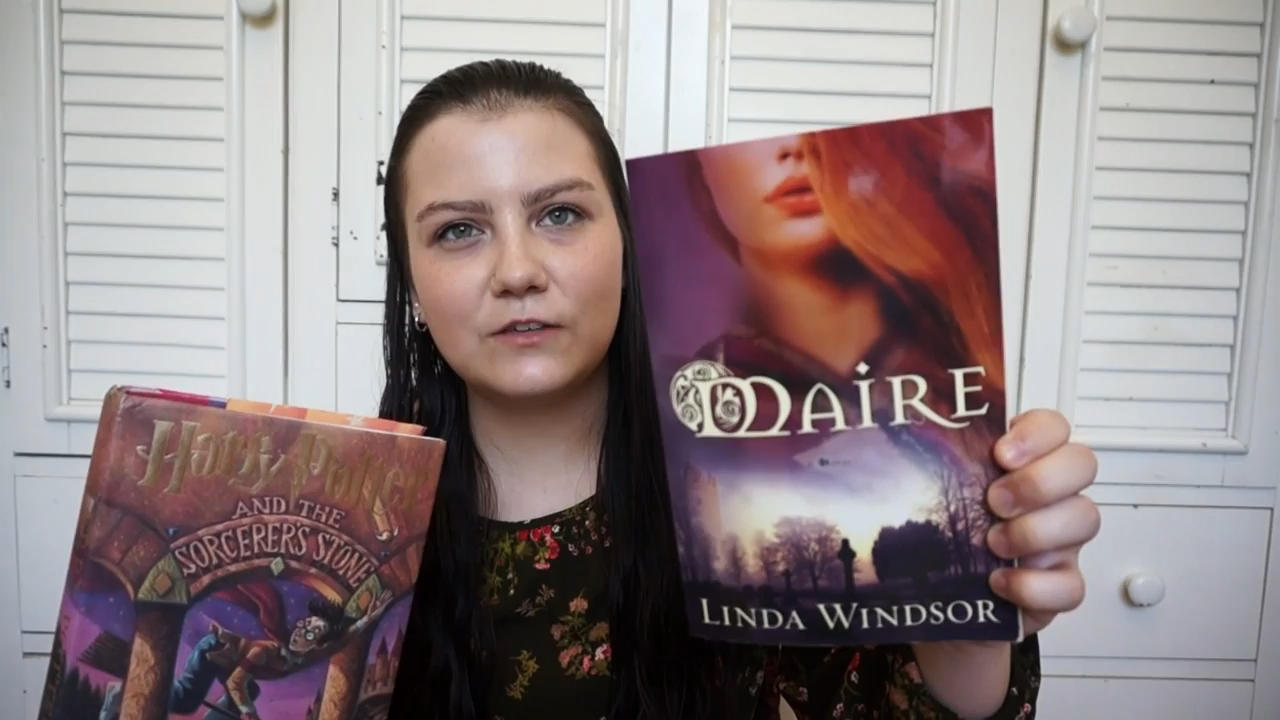 Harry Potter
AND THE
SORCERER'S STONE
MAIRE
LINDA WINDSOR